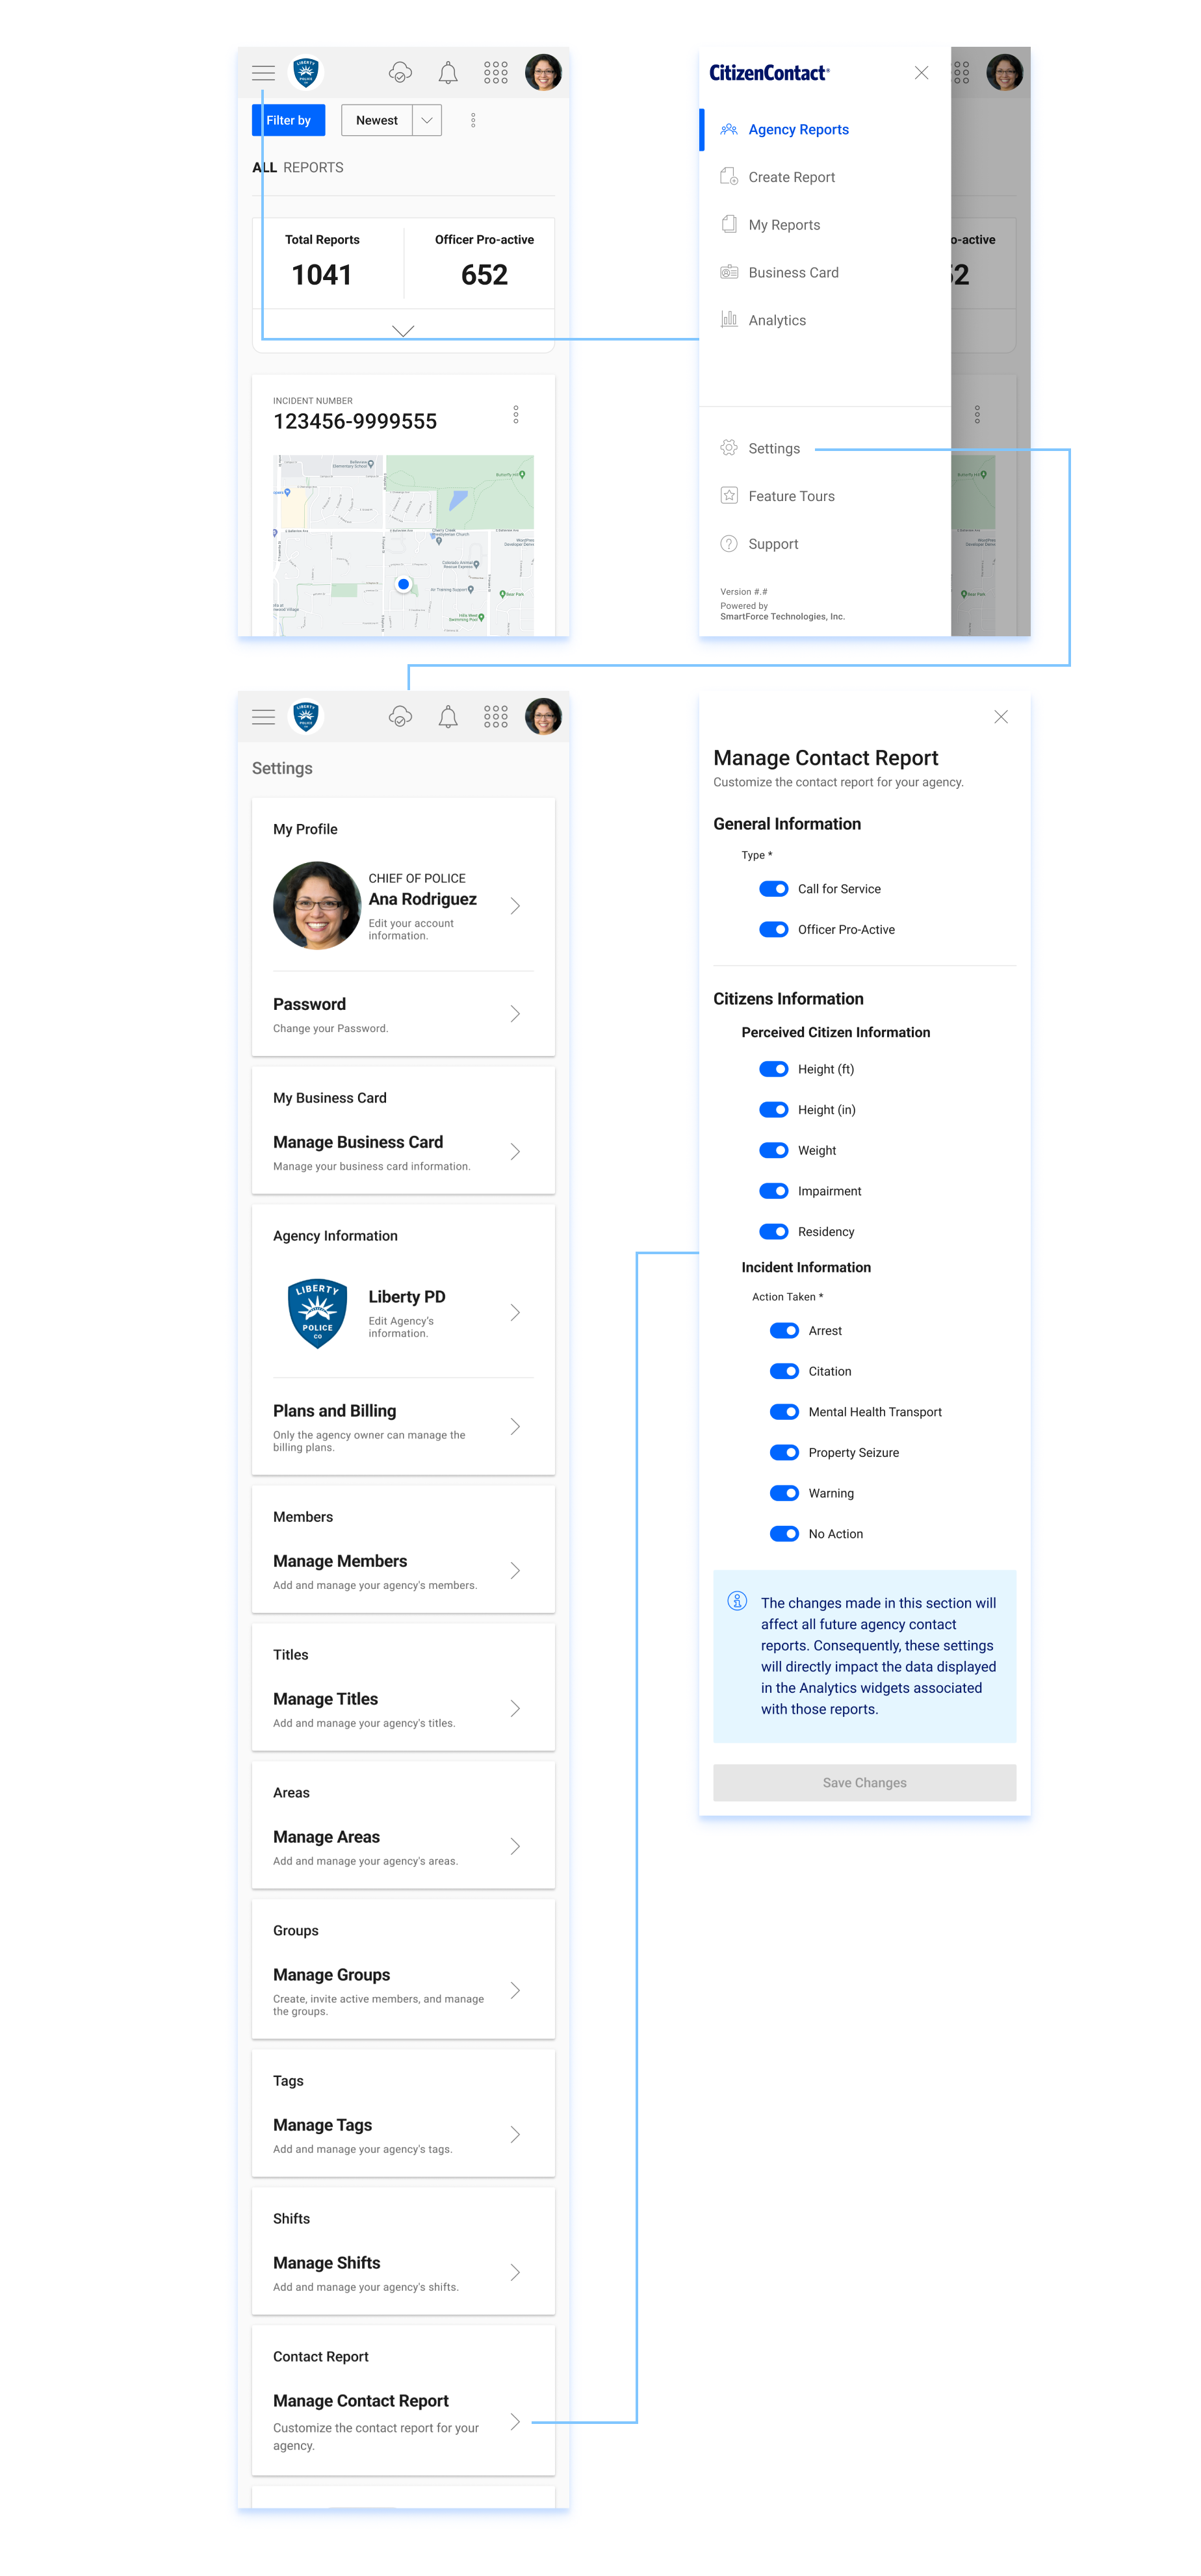 LIBERTY
POLICE
CO
Filter by
Newest
ALL REPORTS
Total Reports
Officer Pro-active
1041
652
INCIDENT NUMBER
123456-9999555
CitizenContact®
Agency Reports
Create Report
My Reports
Business Card
Analytics
Settings
Feature Tours
Support
Version #.#
Powered by
SmartForce Technologies, Inc.
o-active
52
LIBERTY
POLICE
CO
Settings
My Profile
CHIEF OF POLICE
Ana Rodriguez
Edit your account
information.
Password
Change your Password.
My Business Card
Manage Business Card
Manage your business card information.
Agency Information
LIBERTY
POLICE
CO
Liberty PD
Edit Agency's
information.
Plans and Billing
Only the agency owner can manage the
billing plans.
Members
Manage Members
Add and manage your agency's members.
Titles
Manage Titles
Add and manage your agency's titles.
Areas
Manage Areas
Add and manage your agency's areas.
Groups
Manage Groups
Create, invite active members, and manage
the groups.
Tags
Manage Tags
Add and manage your agency's tags.
Shifts
Manage Shifts
Add and manage your agency's shifts.
Contact Report
Manage Contact Report
Customize the contact report for your
agency.
Manage Contact Report
Customize the contact report for your agency.
General Information
Type *
Call for Service
Officer Pro-Active
Citizens Information
Perceived Citizen Information
Height (ft)
Height (in)
Weight
Impairment
Residency
Incident Information
Action Taken *
Arrest
Citation
Mental Health Transport
Property Seizure
Warning
No Action
The changes made in this section will
affect all future agency contact
reports. Consequently, these settings
will directly impact the data displayed
in the Analytics widgets associated
with those reports.
Save Changes